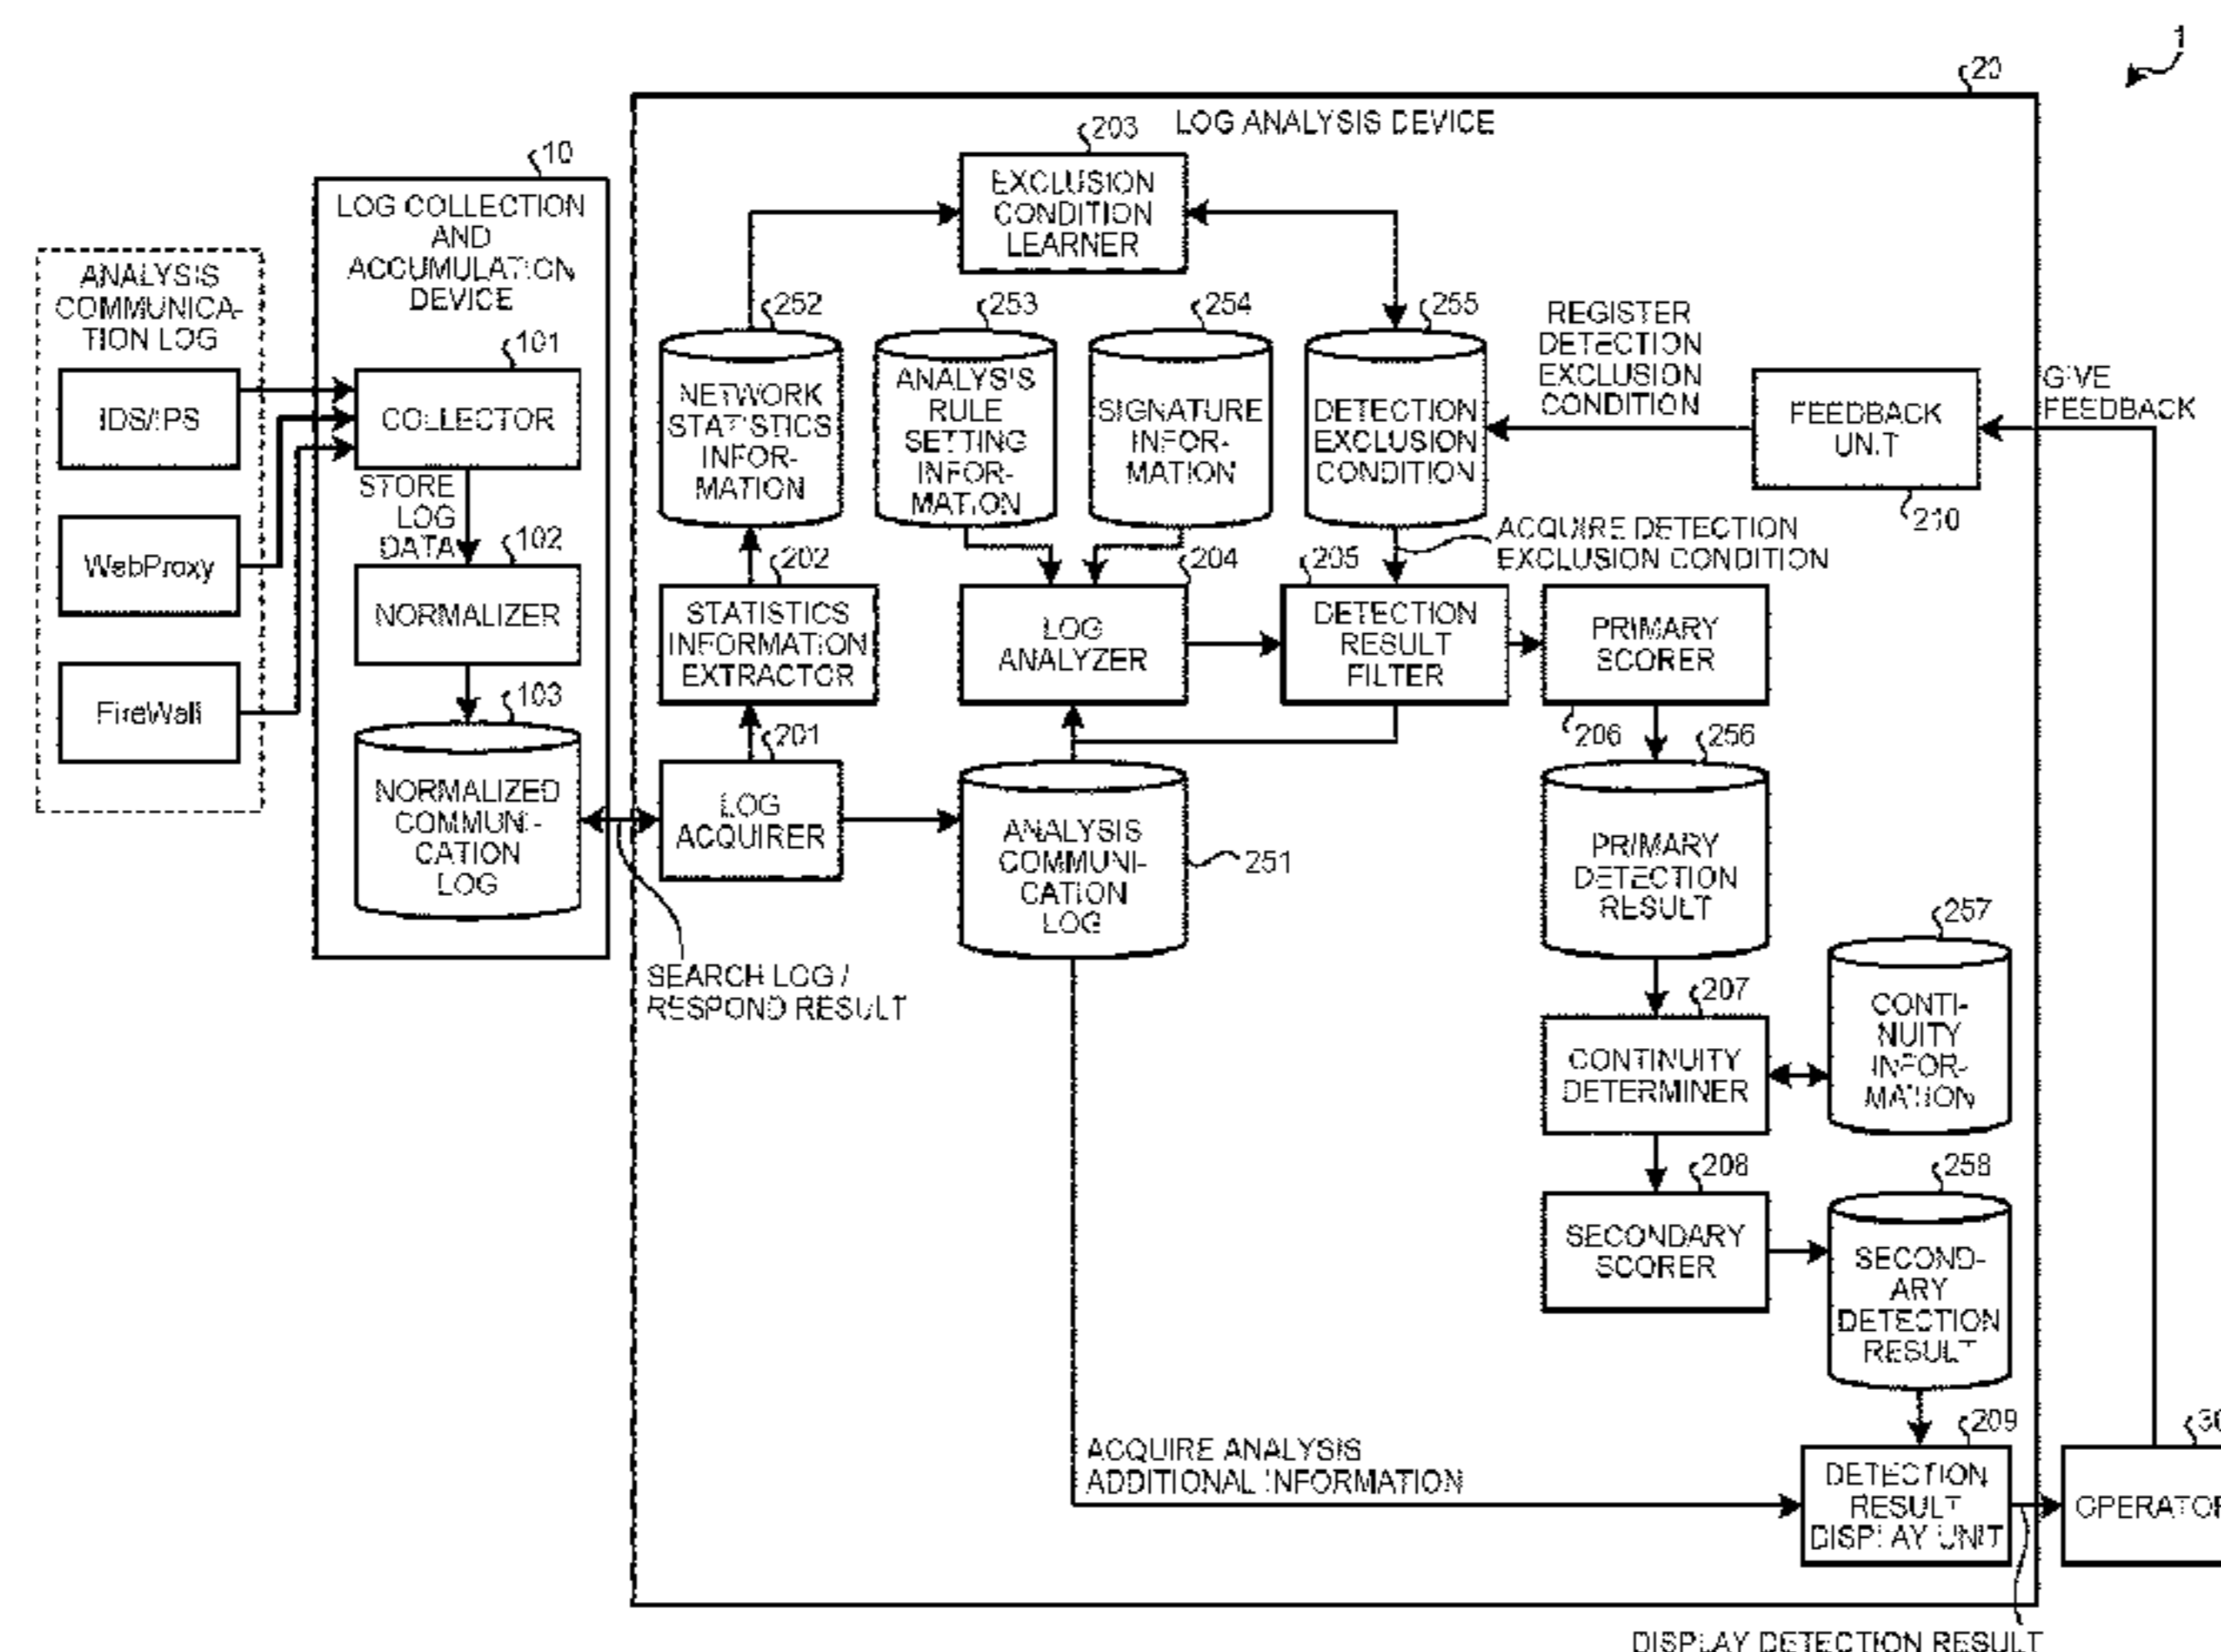 1
20
LOG ANALYSIS DEVICE
203
EXCLUSION
CONDITION
LEARNER
10
LOG COLLECTION
AND
ACCUMULATION
DEVICE
ANALYSIS
COMMUNICA-
TION LOG
IDS/IPS
WebProxy
FireWall
101
COLLECTOR
STORE
LOG
DATA
102
NORMALIZER
103
NORMALIZED
COMMUNI-
CATION
LOG
SEARCH LOG /
RESPOND RESULT
252
NETWORK
STATISTICS
INFOR-
MATION
253
ANALYSIS
RULE
SETTING
INFOR-
MATION
254
SIGNATURE
INFOR-
MATION
255
DETECTION
EXCLUSION
CONDITION
REGISTER
DETECTION
EXCLUSION
CONDITION
FEEDBACK
UNIT
210
GIVE
FEEDBACK
ACQUIRE DETECTION
EXCLUSION CONDITION
202
STATISTICS
INFORMATION
EXTRACTOR
204
LOG
ANALYZER
205
DETECTION
RESULT
FILTER
PRIMARY
SCORER
206
201
LOG
ACQUIRER
ANALYSIS
COMMUNI-
CATION
LOG
251
256
PRIMARY
DETECTION
RESULT
257
CONTI-
NUITY
INFOR-
MATION
207
CONTINUITY
DETERMINER
208
SECONDARY
SCORER
258
SECOND-
ARY
DETECTION
RESULT
ACQUIRE ANALYSIS
ADDITIONAL INFORMATION
209
DETECTION
RESULT
DISPLAY UNIT
30
OPERATOR
DISPLAY DETECTION RESULT